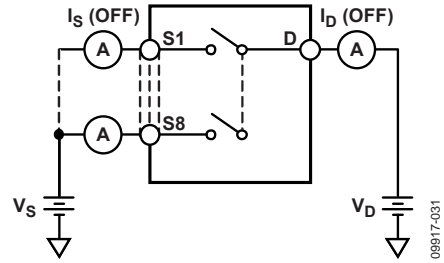 I_S (OFF)
I_D (OFF)
A
S1
D
A
A
S8
V_S
V_D
09917-031